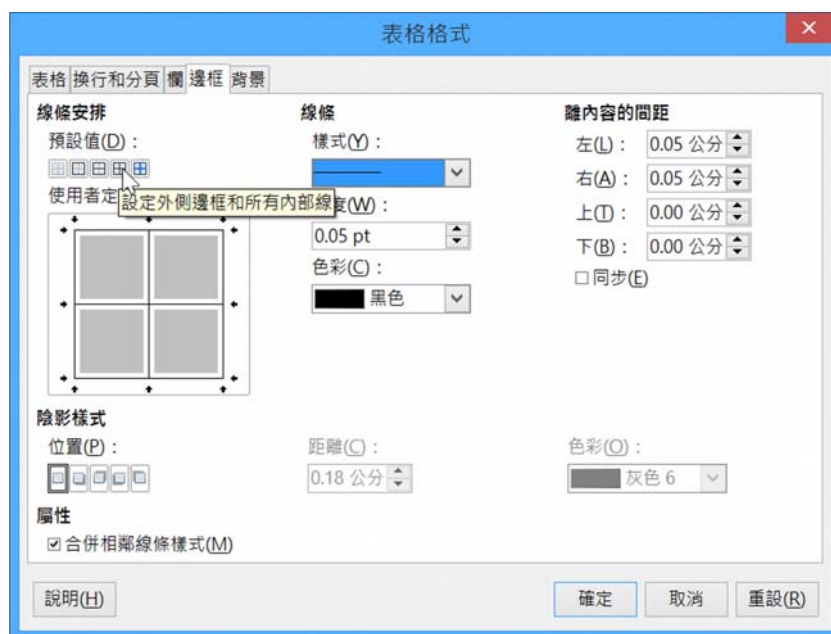 表格格式
表格 換行和分頁 欄 邊框 背景
線條安排
預設值(D)：
使用者定
設定外側邊框和所有內部線
線條
樣式(Y)：
度(W)：
0.05 pt
色彩(C)：
黑色
離內容的間距
左(L)： 0.05 公分
右(A)： 0.05 公分
上(T)： 0.00 公分
下(B)： 0.00 公分
同步(E)
陰影樣式
位置(P)：
距離(C)：
0.18 公分
色彩(O)：
灰色 6
屬性
合併相鄰線條樣式(M)
說明(H) 確定 取消 重設(R)